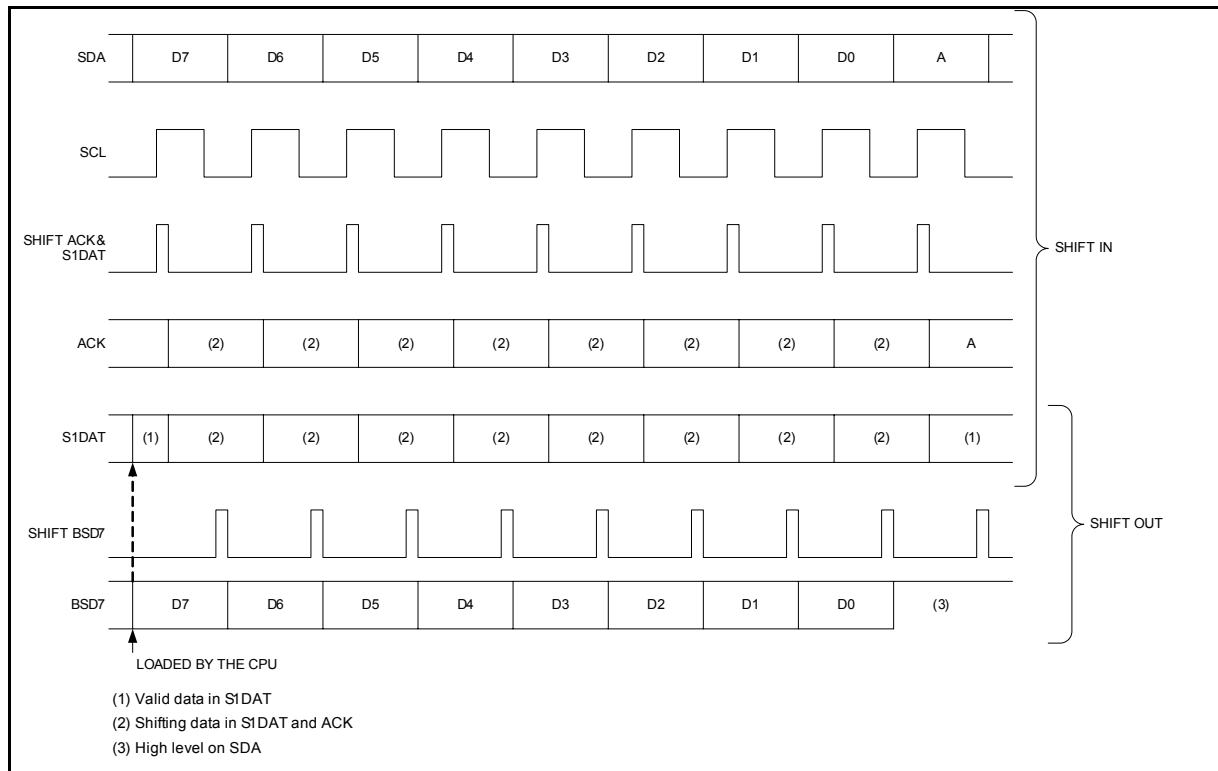 SDA D7 D6 D5 D4 D3 D2 D1 D0 A
SCL
SHIFT ACK&
S1DAT
SHIFT IN
ACK (2) (2) (2) (2) (2) (2) (2) (2) A
S1DAT (1) (2) (2) (2) (2) (2) (2) (2) (2) (1)
SHIFT BSD7
SHIFT OUT
BSD7 D7 D6 D5 D4 D3 D2 D1 D0 (3)
LOADED BY THE CPU
(1) Valid data in S1DAT
(2) Shifting data in S1DAT and ACK
(3) High level on SDA